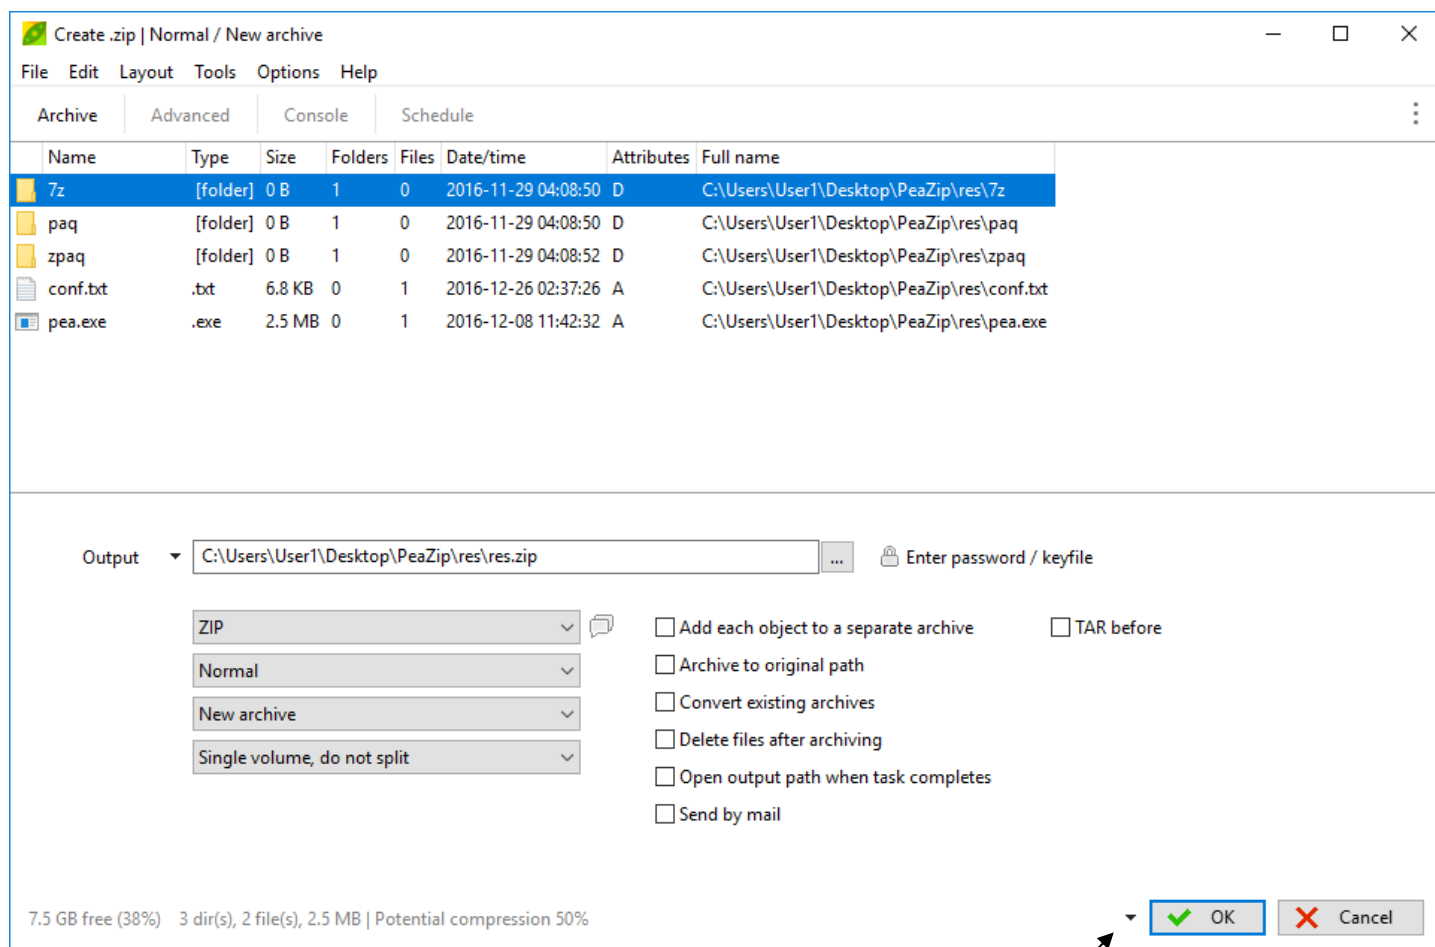 Create .zip | Normal / New archive
File Edit Layout Tools Options Help
Archive Advanced Console Schedule
Name Type Size Folders Files Date/time Attributes Full name
7z [folder] 0 B 1 0 2016-11-29 04:08:50 D C:\Users\User1\Desktop\PeaZip\res\7z
paq [folder] 0 B 1 0 2016-11-29 04:08:50 D C:\Users\User1\Desktop\PeaZip\res\paq
zpaq [folder] 0 B 1 0 2016-11-29 04:08:52 D C:\Users\User1\Desktop\PeaZip\res\zpaq
conf.txt .txt 6.8 KB 0 1 2016-12-26 02:37:26 A C:\Users\User1\Desktop\PeaZip\res\conf.txt
pea.exe .exe 2.5 MB 0 1 2016-12-08 11:42:32 A C:\Users\User1\Desktop\PeaZip\res\pea.exe
Output C:\Users\User1\Desktop\PeaZip\res\res.zip ... Enter password / keyfile
ZIP Add each object to a separate archive TAR before
Normal Archive to original path
New archive Convert existing archives
Single volume, do not split Delete files after archiving
Open output path when task completes
Send by mail
7.5 GB free (38%) 3 dir(s), 2 file(s), 2.5 MB | Potential compression 50% OK Cancel